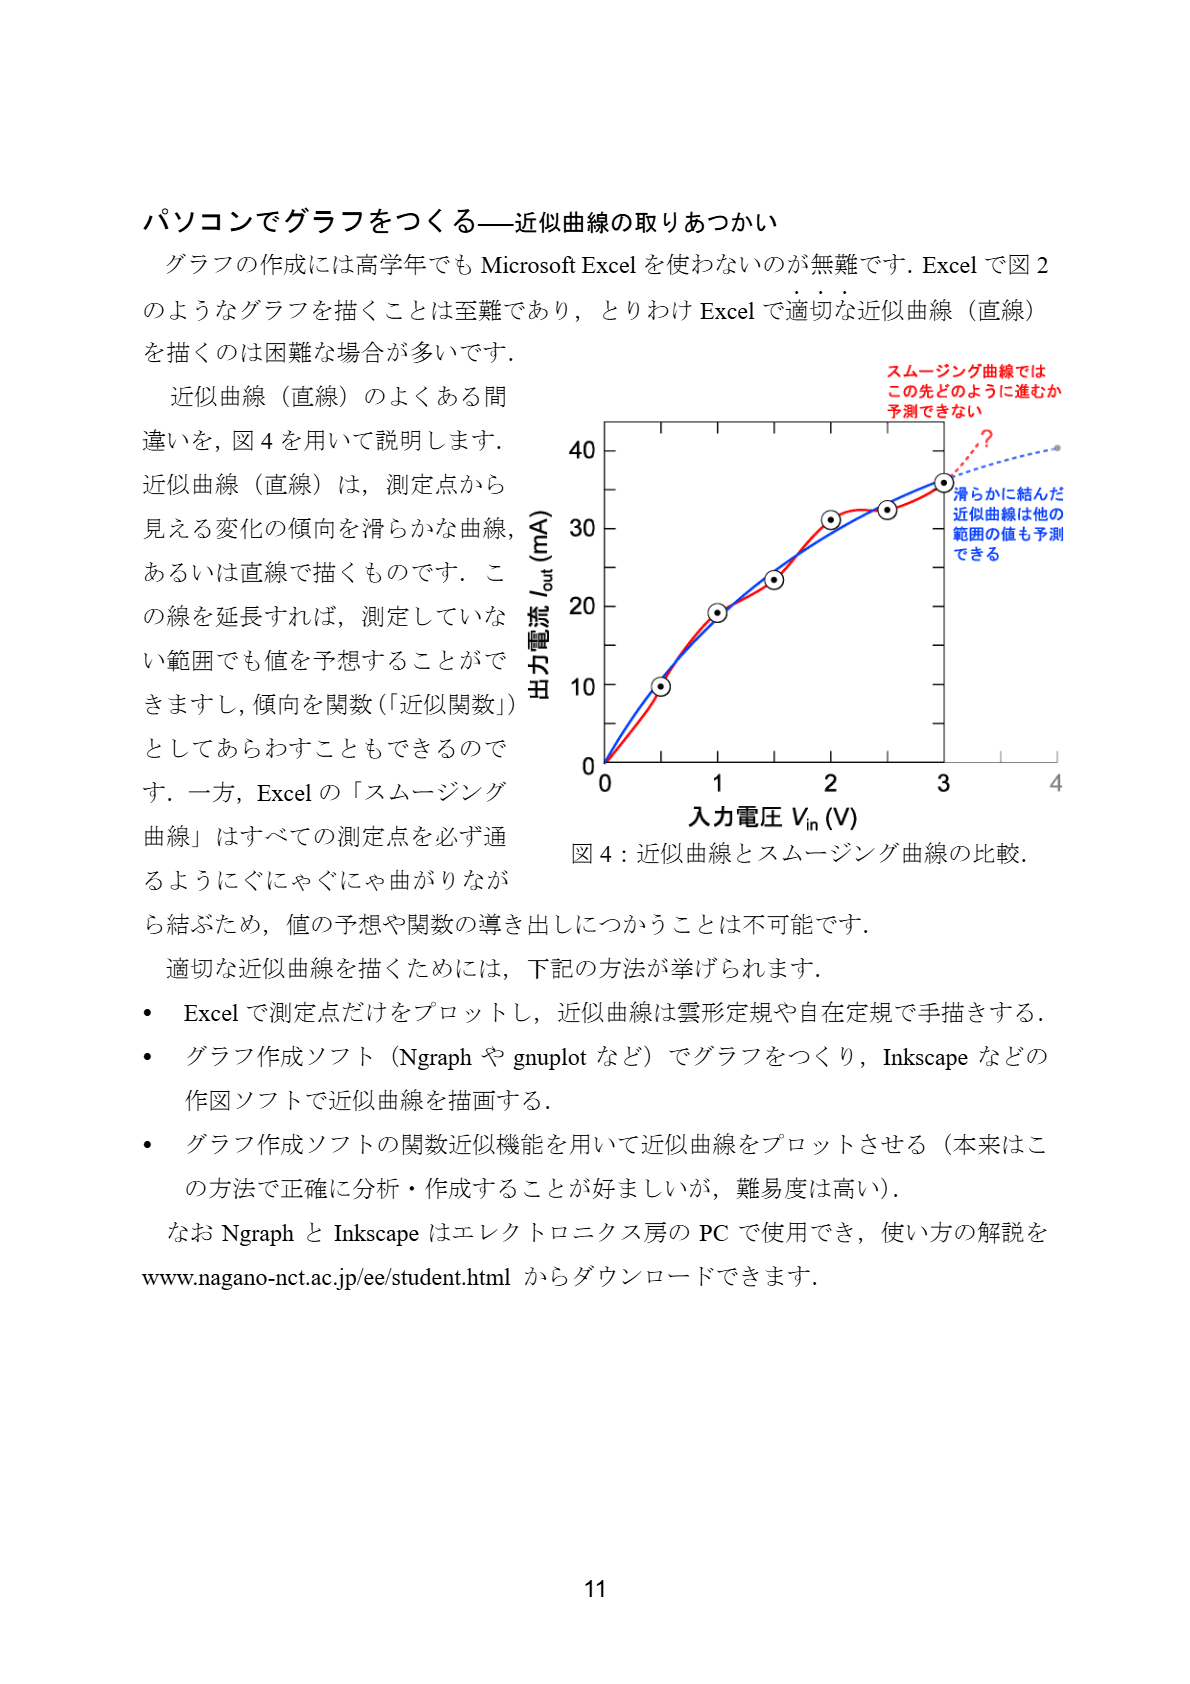 パソコンでグラフをつくる――近似曲線の取りあつかい
グラフの作成には高学年でも Microsoft Excel を使わないのが無難です．Excel で図 2
のようなグラフを描くことは至難であり，とりわけ Excel で適切な近似曲線（直線）
を描くのは困難な場合が多いです．
近似曲線（直線）のよくある間
違いを，図 4 を用いて説明します．
近似曲線（直線）は，測定点から
見える変化の傾向を滑らかな曲線，
あるいは直線で描くものです．こ
の線を延長すれば，測定していな
い範囲でも値を予想することがで
きますし，傾向を関数（「近似関数」）
としてあらわすこともできるので
す．一方，Excel の「スムージング
曲線」はすべての測定点を必ず通
るようにぐにゃぐにゃ曲がりなが
スムージング曲線では
この先どのように進むか
予測できない
?
滑らかに結んだ
近似曲線は他の
範囲の値も予測
できる
出力電流 Iout (mA)
40
30
20
10
0
0 1 2 3 4
入力電圧 Vin (V)
図 4：近似曲線とスムージング曲線の比較．
ら結ぶため，値の予想や関数の導き出しにつかうことは不可能です．
適切な近似曲線を描くためには，下記の方法が挙げられます．
• Excel で測定点だけをプロットし，近似曲線は雲形定規や自在定規で手描きする．
• グラフ作成ソフト（Ngraph や gnuplot など）でグラフをつくり，Inkscape などの
作図ソフトで近似曲線を描画する．
• グラフ作成ソフトの関数近似機能を用いて近似曲線をプロットさせる（本来はこ
の方法で正確に分析・作成することが好ましいが，難易度は高い）．
なお Ngraph と Inkscape はエレクトロニクス房の PC で使用でき，使い方の解説を
www.nagano-nct.ac.jp/ee/student.html からダウンロードできます．
11